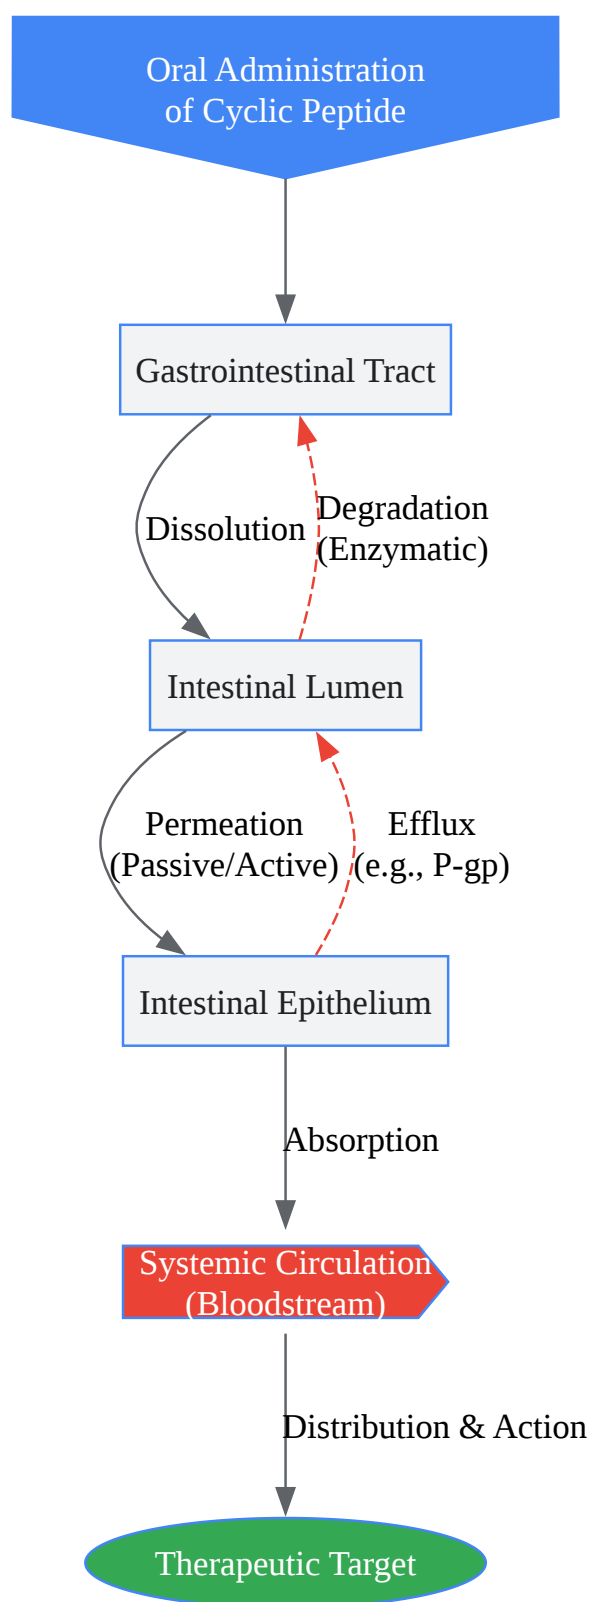 Oral Administration
of Cyclic Peptide
Gastrointestinal Tract
Dissolution
Degradation
(Enzymatic)
Intestinal Lumen
Permeation
(Passive/Active)
Efflux
(e.g., P-gp)
Intestinal Epithelium
Absorption
Systemic Circulation
(Bloodstream)
Distribution & Action
Therapeutic Target